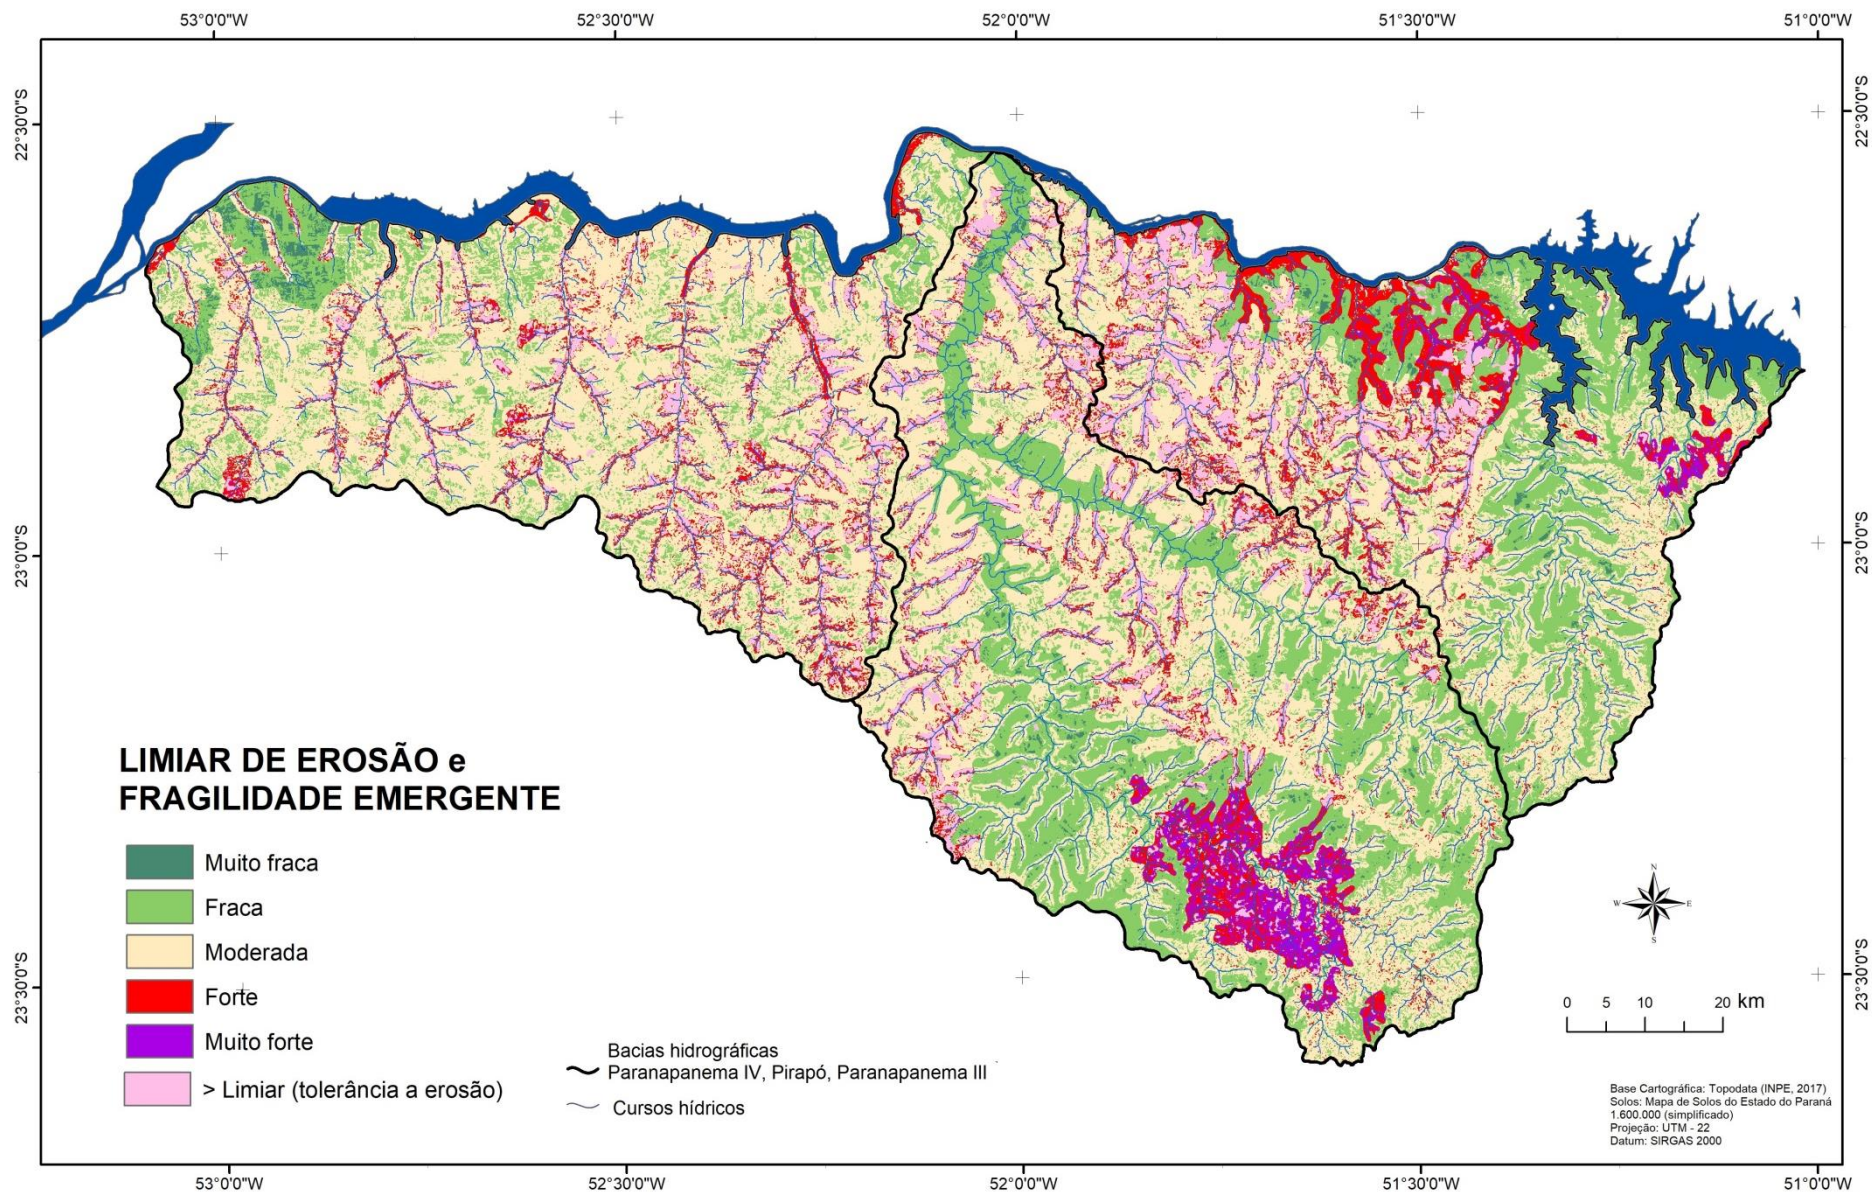 53°0'0"W 52°30'0"W 52°0'0"W 51°30'0"W 51°0'0"W
22°30'0"S 22°30'0"S
23°0'0"S 23°0'0"S
23°30'0"S 23°30'0"S
LIMIAR DE EROSÃO e
FRAGILIDADE EMERGENTE
Muito fraca
Fraca
Moderada
Forte
Muito forte
> Limiar (tolerância a erosão)
Bacias hidrográficas
Paranapanema IV, Pirapó, Paranapanema III
Cursos hídricos
N
W E
S
0 5 10 20 km
Base Cartográfica: Topodata (INPE, 2017)
Solos: Mapa de Solos do Estado do Paraná
1.600.000 (simplificado)
Projeção: UTM - 22
Datum: SIRGAS 2000
53°0'0"W 52°30'0"W 52°0'0"W 51°30'0"W 51°0'0"W